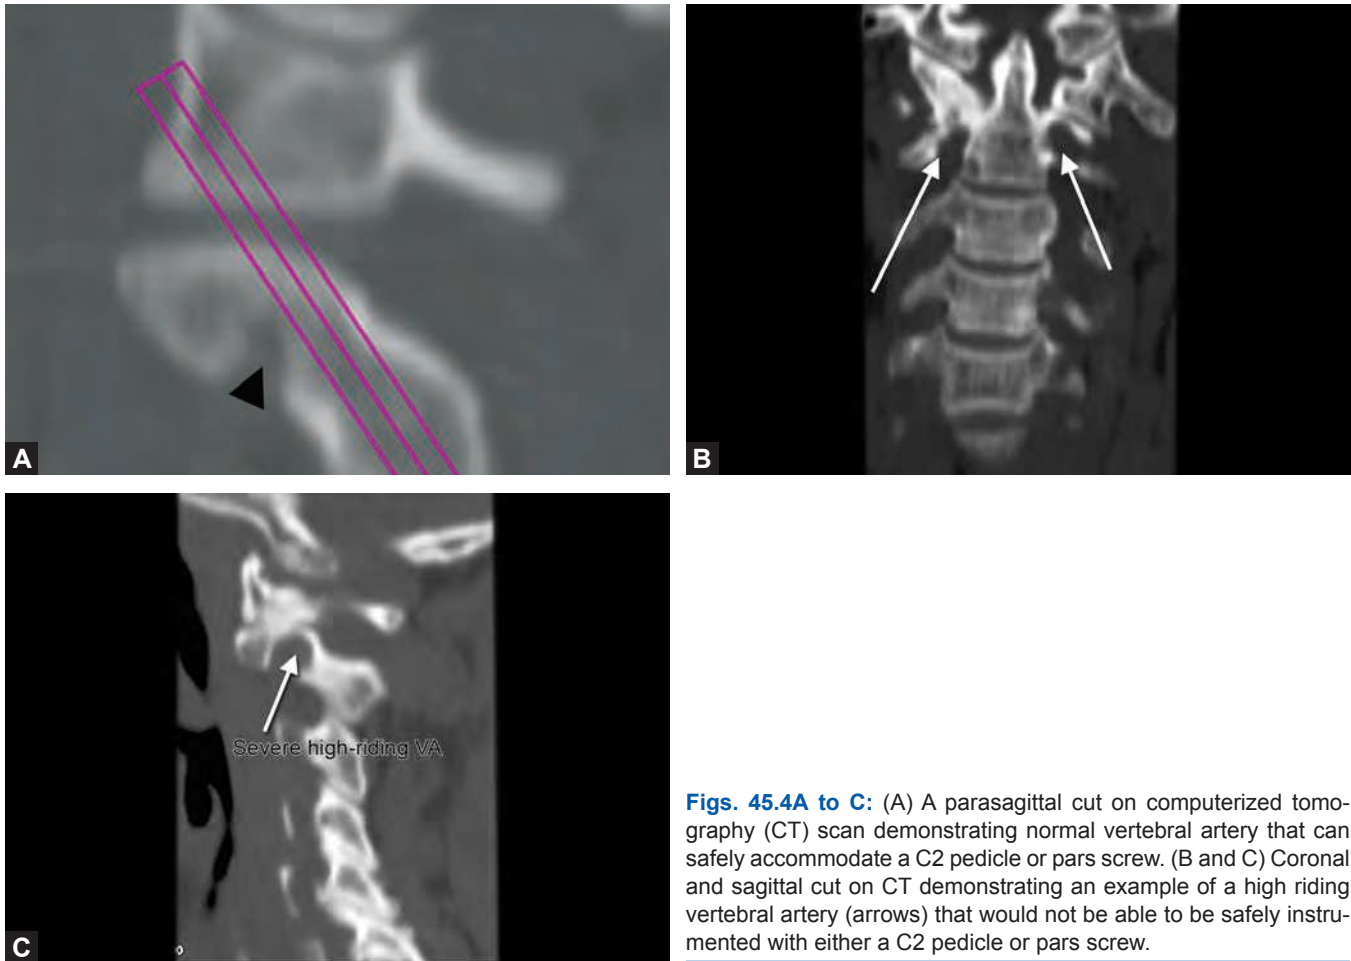 A
B
Severe high-riding VA
C
Figs. 45.4A to C: (A) A parasagittal cut on computerized tomo-
graphy (CT) scan demonstrating normal vertebral artery that can
safely accommodate a C2 pedicle or pars screw. (B and C) Coronal
and sagittal cut on CT demonstrating an example of a high riding
vertebral artery (arrows) that would not be able to be safely instru-
mented with either a C2 pedicle or pars screw.